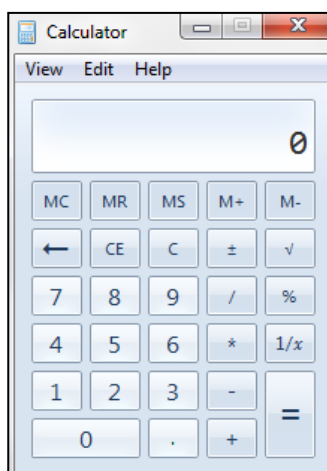 Calculator
View Edit Help
0
MC MR MS M+ M-
← CE C ± √
7 8 9 / %
4 5 6 * 1/x
1 2 3 - =
0 . +